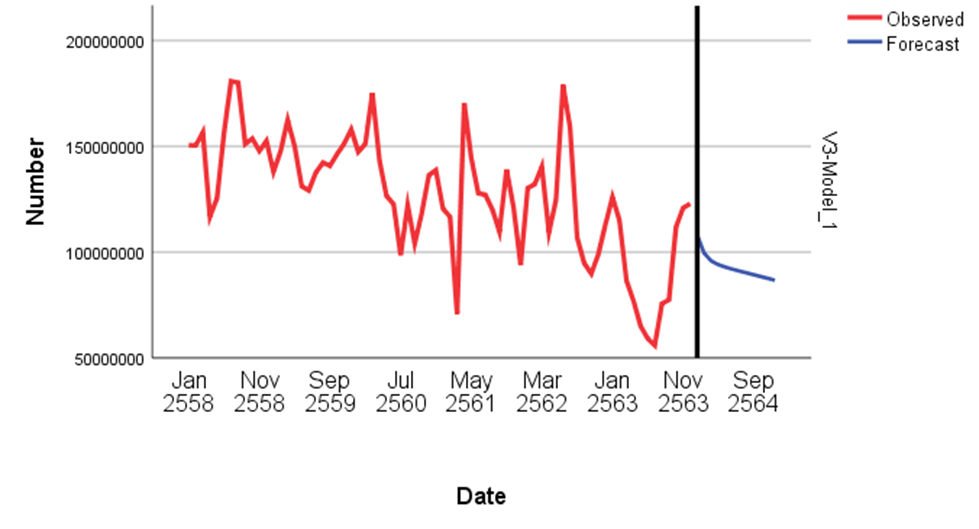 Observed
Forecast
Number
200000000
150000000
100000000
50000000
V3-Model_1
Jan Nov Sep Jul May Mar Jan Nov Sep
2558 2558 2559 2560 2561 2562 2563 2563 2564
Date